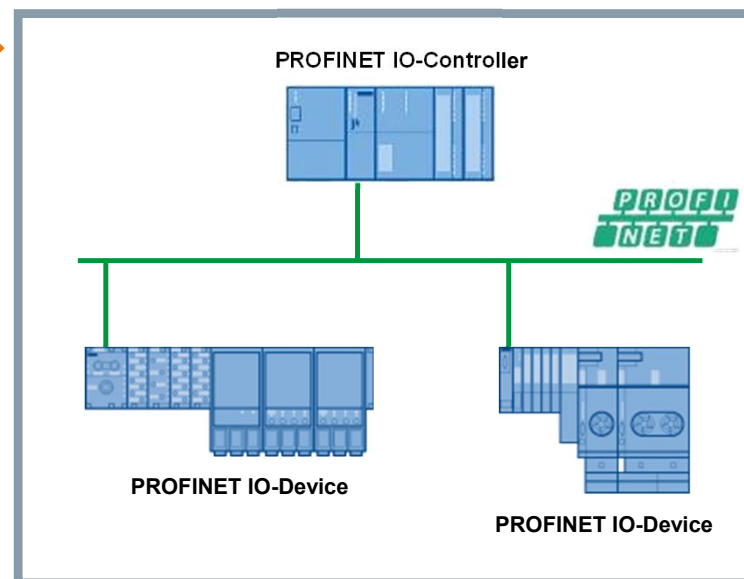 PROFINET IO-Controller
PROFI
NET
PROFINET IO-Device
PROFINET IO-Device